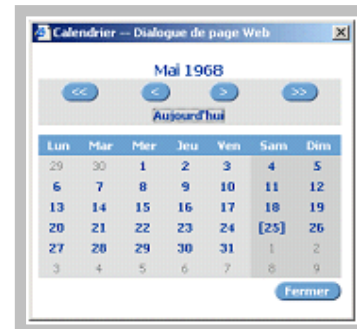 Calendrier -- Dialogue de page Web
Mai 1968
<< < > >>
Aujourd'hui
Lun Mar Mer Jeu Ven Sam Dim
29 30 1 2 3 4 5
6 7 8 9 10 11 12
13 14 15 16 17 18 19
20 21 22 23 24 [25] 26
27 28 29 30 31 1 2
3 4 5 6 7 8 9
Fermer